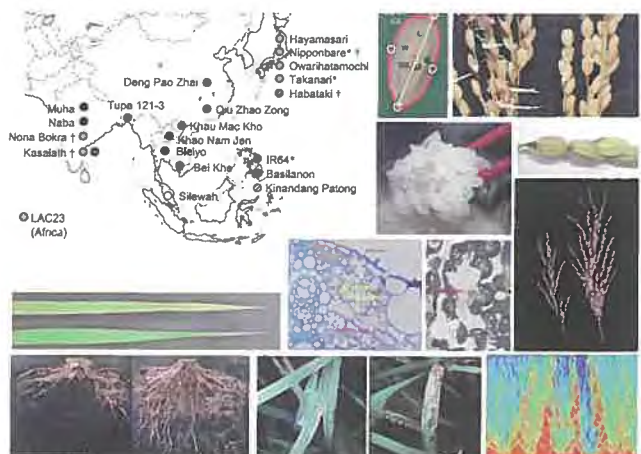 Hayamasari
Nipponbare* †
Owarihatamochi
Takanari*
Habataki †
Deng Pao Zhai
Qiu Zhao Zong
Muha
Naba
Nona Bokra †
Kasalath †
Tupa 121-3
Khau Mac Kho
Khao Nam Jen
Bleiyo
Bei Khe
IR64*
Basilanon
Kinandang Patong
Silewah
LAC23
(Africa)